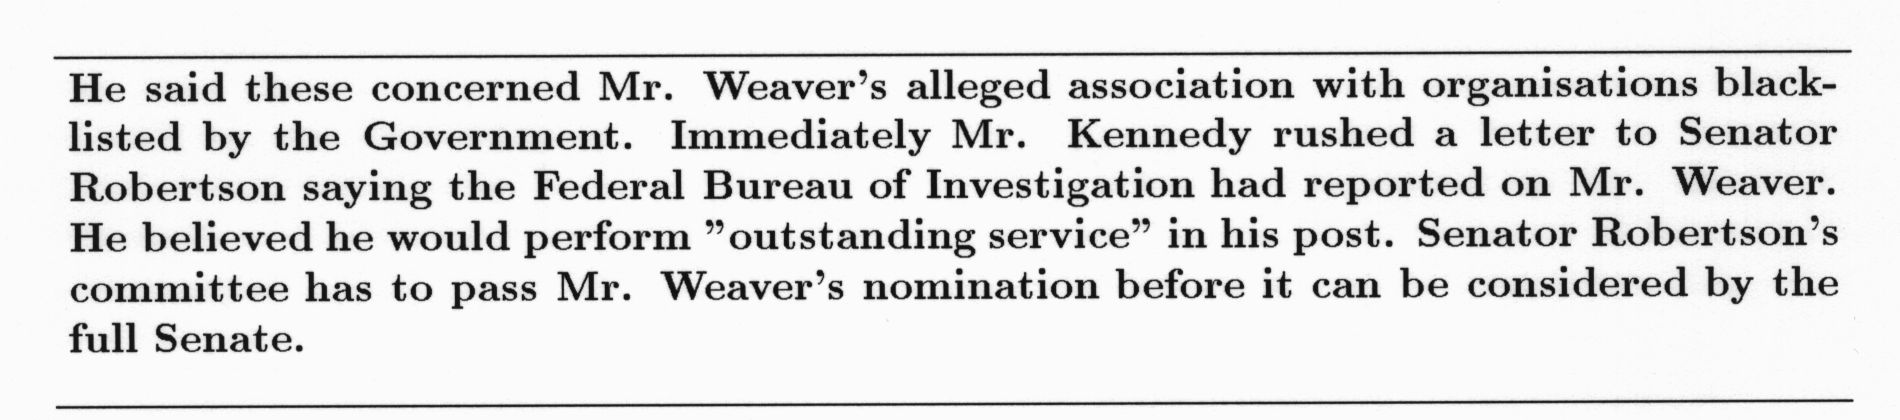 He said these concerned Mr. Weaver's alleged association with organisations black-
listed by the Government. Immediately Mr. Kennedy rushed a letter to Senator
Robertson saying the Federal Bureau of Investigation had reported on Mr. Weaver.
He believed he would perform ”outstanding service” in his post. Senator Robertson's
committee has to pass Mr. Weaver's nomination before it can be considered by the
full Senate.